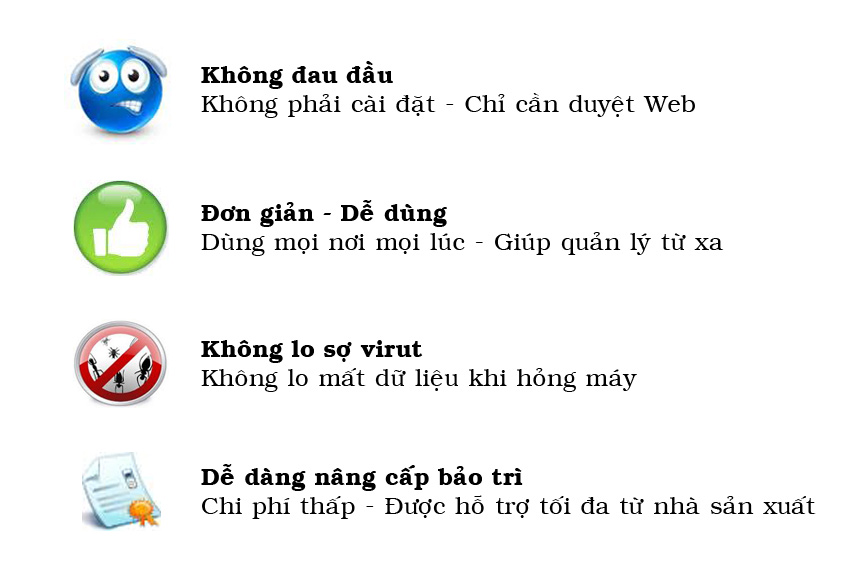 Không đau đầu
Không phải cài đặt - Chỉ cần duyệt Web
Đơn giản - Dễ dùng
Dùng mọi nơi mọi lúc - Giúp quản lý từ xa
Không lo sợ virut
Không lo mất dữ liệu khi hỏng máy
Dễ dàng nâng cấp bảo trì
Chi phí thấp - Được hỗ trợ tối đa từ nhà sản xuất